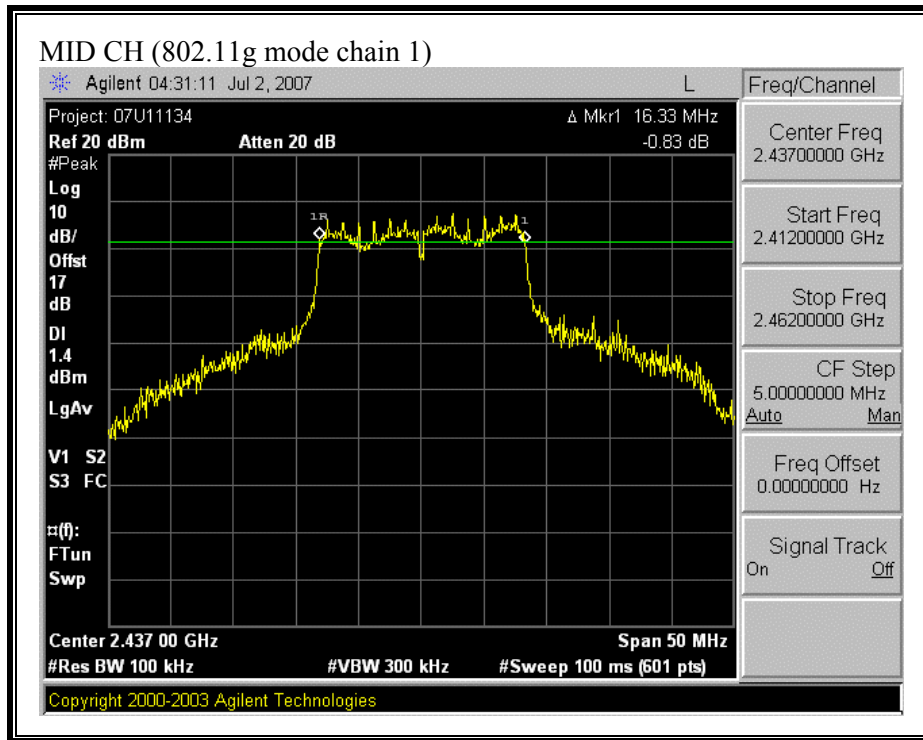 MID CH (802.11g mode chain 1)
Agilent 04:31:11 Jul 2, 2007 L
Freq/Channel
Project: 07U11134 Δ Mkr1 16.33 MHz
Ref 20 dBm Atten 20 dB -0.83 dB
#Peak
Log
10
dB/
Offst
17
dB
DI
1.4
dBm
LgAv
V1 S2
S3 FC
¤(f):
FTun
Swp
1R
1
Center 2.437 00 GHz Span 50 MHz
#Res BW 100 kHz #VBW 300 kHz #Sweep 100 ms (601 pts)
Copyright 2000-2003 Agilent Technologies
Center Freq
2.43700000 GHz
Start Freq
2.41200000 GHz
Stop Freq
2.46200000 GHz
CF Step
5.00000000 MHz
Auto Man
Freq Offset
0.00000000 Hz
Signal Track
On Off